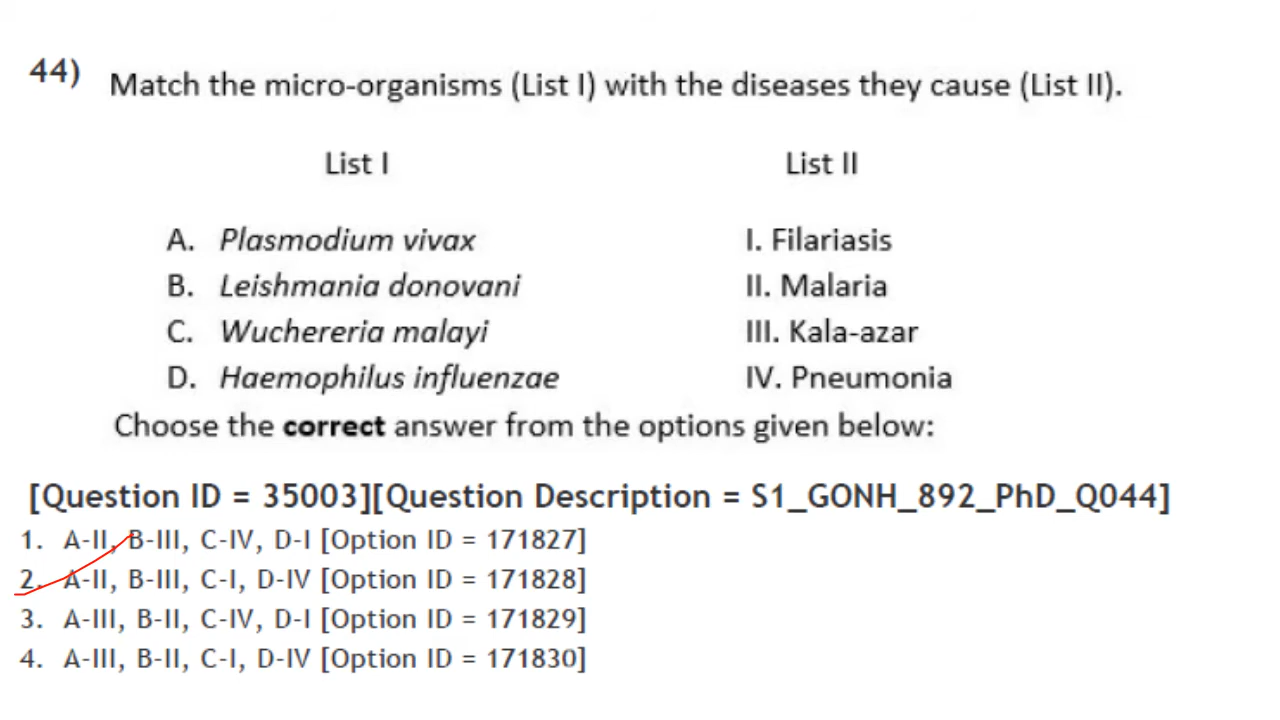 44) Match the micro-organisms (List I) with the diseases they cause (List II).
List I List II
A. Plasmodium vivax I. Filariasis
B. Leishmania donovani II. Malaria
C. Wuchereria malayi III. Kala-azar
D. Haemophilus influenzae IV. Pneumonia
Choose the correct answer from the options given below:
[Question ID = 35003][Question Description = S1_GONH_892_PhD_Q044]
1. A-II, B-III, C-IV, D-I [Option ID = 171827]
2. A-II, B-III, C-I, D-IV [Option ID = 171828]
3. A-III, B-II, C-IV, D-I [Option ID = 171829]
4. A-III, B-II, C-I, D-IV [Option ID = 171830]